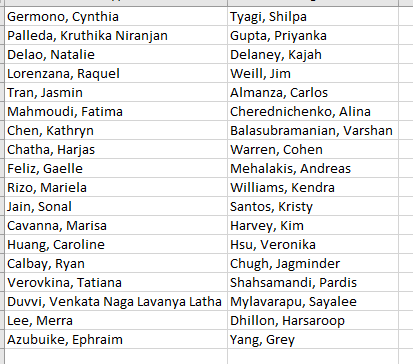 Germono, Cynthia Tyagi, Shilpa
Palleda, Kruthika Niranjan Gupta, Priyanka
Delao, Natalie Delaney, Kajah
Lorenzana, Raquel Weill, Jim
Tran, Jasmin Almanza, Carlos
Mahmoudi, Fatima Cherednichenko, Alina
Chen, Kathryn Balasubramanian, Varshan
Chatha, Harjas Warren, Cohen
Feliz, Gaelle Mehalakis, Andreas
Rizo, Mariela Williams, Kendra
Jain, Sonal Santos, Kristy
Cavanna, Marisa Harvey, Kim
Huang, Caroline Hsu, Veronika
Calbay, Ryan Chugh, Jagminder
Verovkina, Tatiana Shahsamandi, Pardis
Duvvi, Venkata Naga Lavanya Latha Mylavarapu, Sayalee
Lee, Merra Dhillon, Harsaroop
Azubuike, Ephraim Yang, Grey